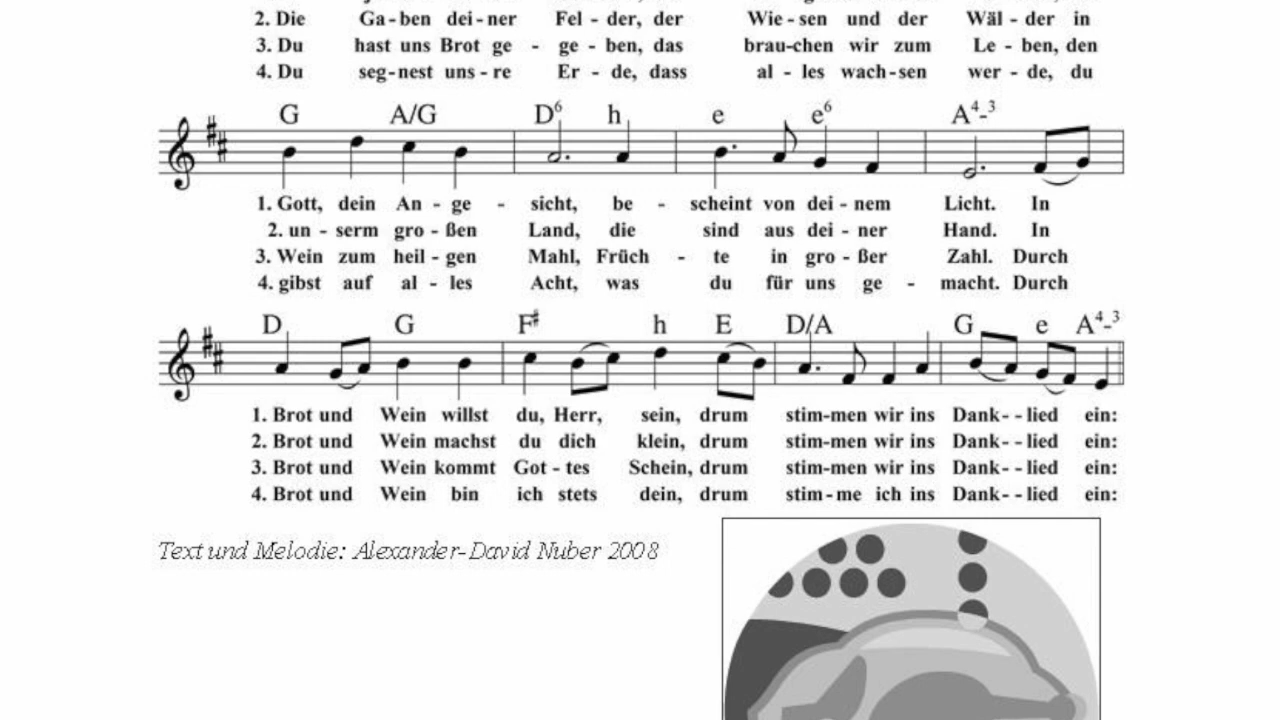 2. Die Ga - ben dei - ner Fel - der, der Wie - sen und der Wäl - der in
3. Du hast uns Brot ge - ge - ben, das brau-chen wir zum Le - ben, den
4. Du seg-nest uns - re Er - de, dass al - les wach-sen wer - de, du
G A/G D6 h e e6 A4-3
1. Gott, dein An - ge - sicht, be - scheint von dei - nem Licht. In
2. un - serm gro - ßen Land, die sind aus dei - ner Hand. In
3. Wein zum heil - gen Mahl, Früch - te in gro - ßer Zahl. Durch
4. gibst auf al - les Acht, was du für uns ge - macht. Durch
D G F♯ h E D/A G e A4-3
1. Brot und Wein willst du, Herr, sein, drum stim-men wir ins Dank- - lied ein:
2. Brot und Wein machst du dich klein, drum stim-men wir ins Dank- - lied ein:
3. Brot und Wein kommt Got - tes Schein, drum stim-men wir ins Dank- - lied ein:
4. Brot und Wein bin ich stets dein, drum stim - me ich ins Dank- - lied ein:
Text und Melodie: Alexander-David Nuber 2008